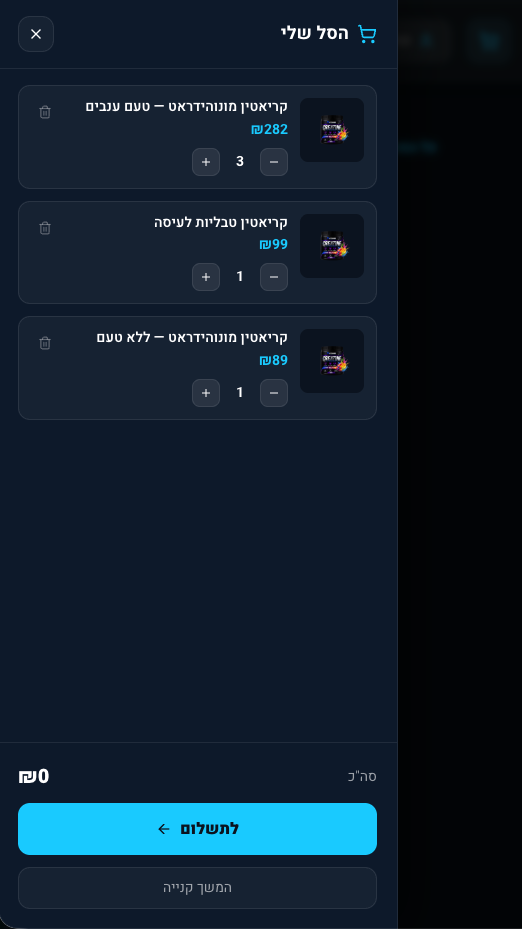 הסל שלי
קריאטין מונוהידראט — טעם ענבים
₪282
− 3 +
קריאטין טבליות לעיסה
₪99
− 1 +
קריאטין מונוהידראט — ללא טעם
₪89
− 1 +
סה"כ ₪0
לתשלום ←
המשך קנייה